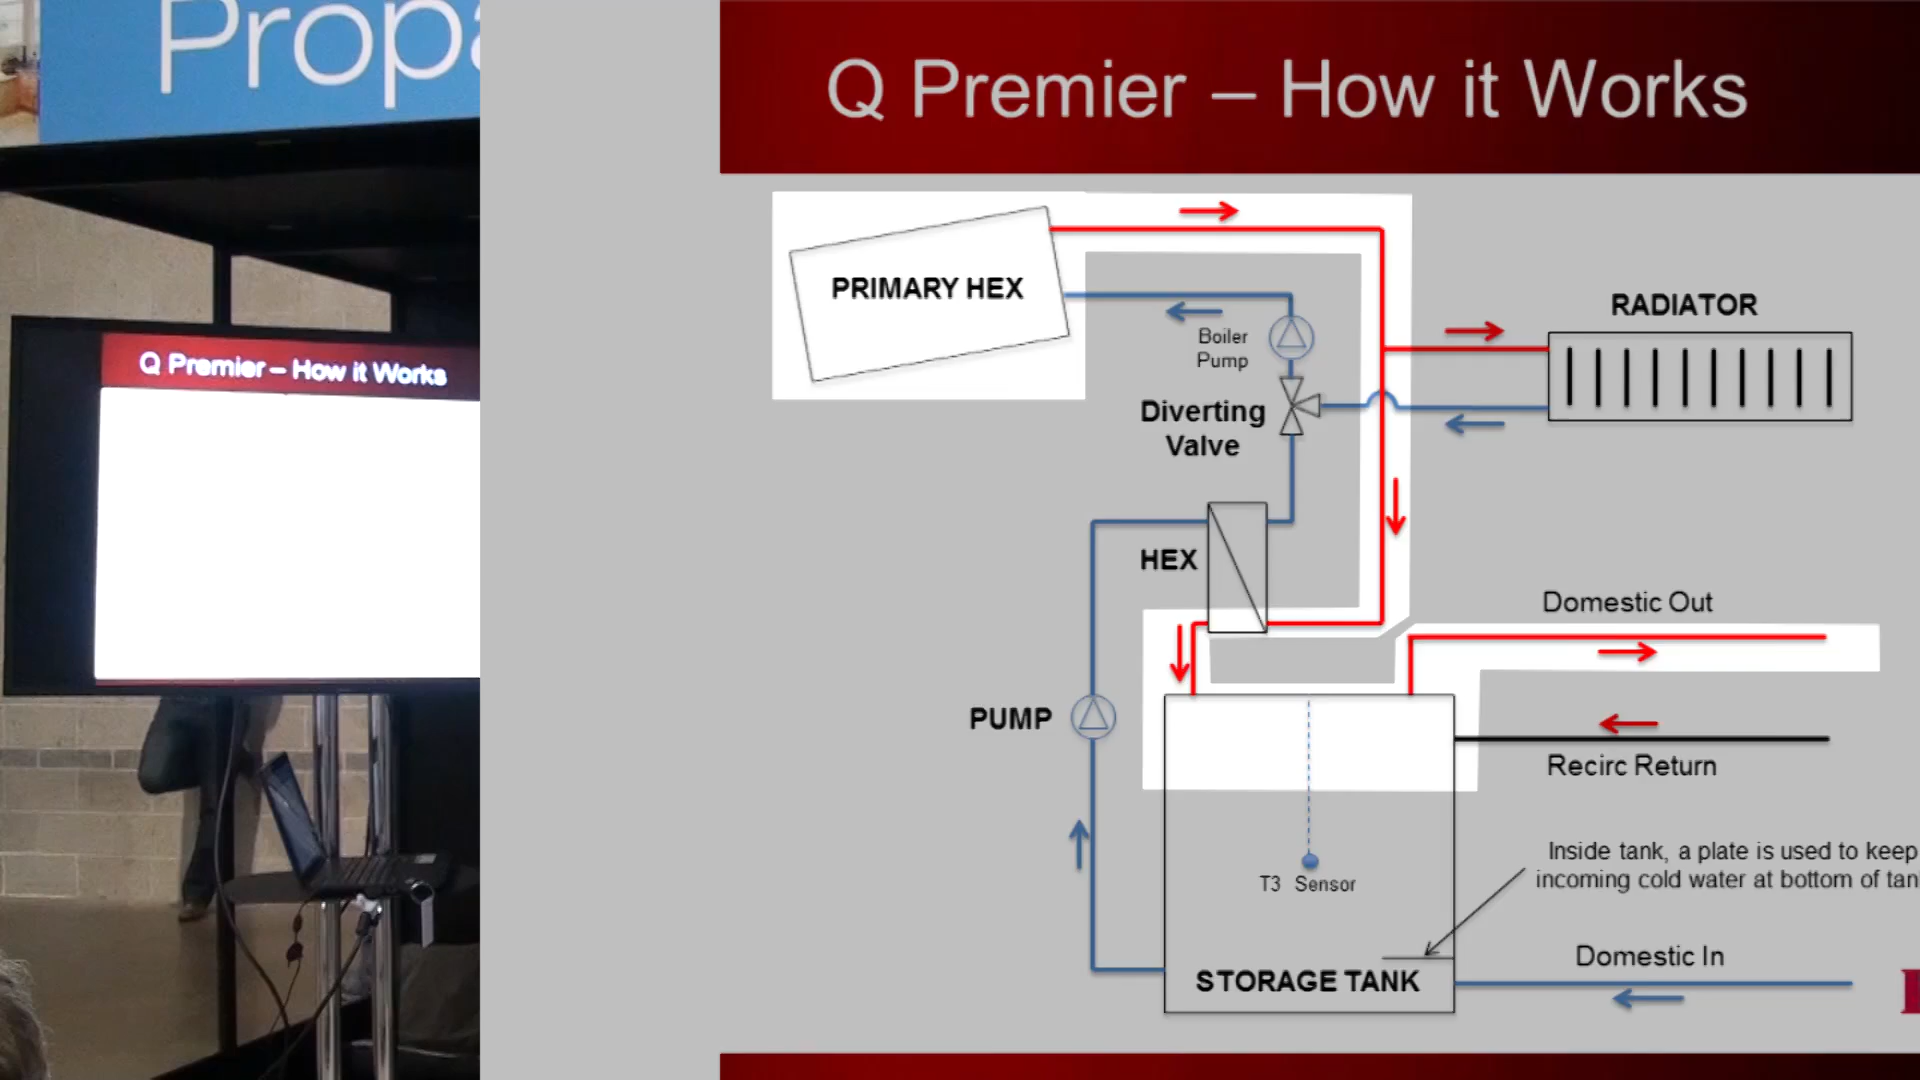 Prop
Q Premier – How it Works
Q Premier – How it Works
PRIMARY HEX
RADIATOR
Boiler
Pump
Diverting
Valve
HEX
Domestic Out
PUMP
Recirc Return
Inside tank, a plate is used to keep
incoming cold water at bottom of tan
T3 Sensor
Domestic In
STORAGE TANK